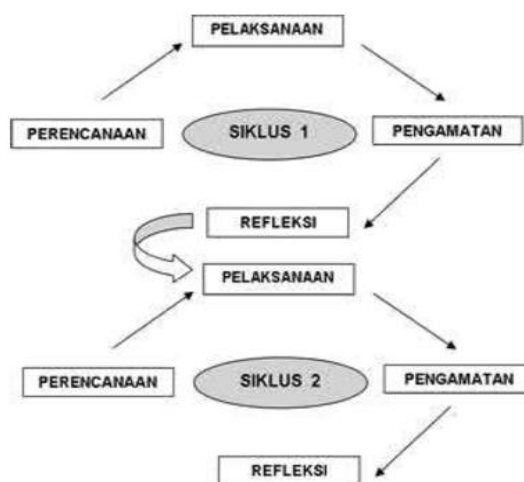 PELAKSANAAN
PERENCANAAN
SIKLUS 1
PENGAMATAN
REFLEKSI
PELAKSANAAN
PERENCANAAN
SIKLUS 2
PENGAMATAN
REFLEKSI